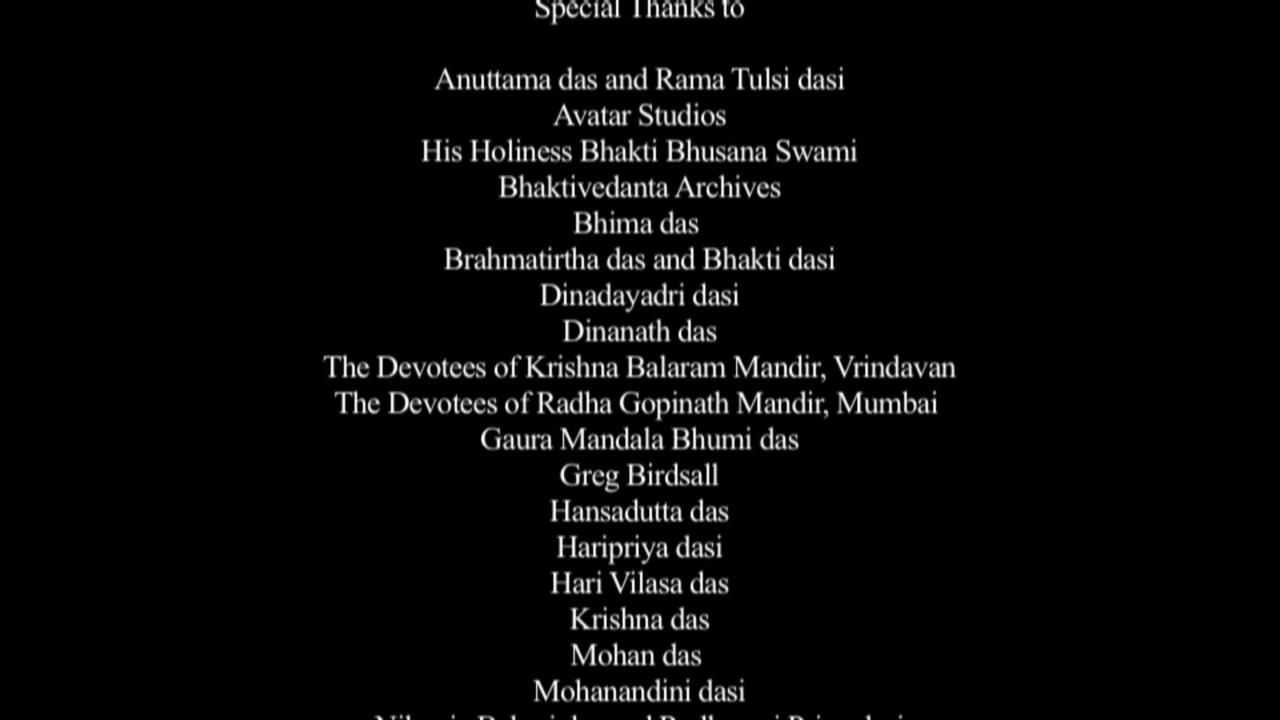 Special Thanks to
Anuttama das and Rama Tulsi dasi
Avatar Studios
His Holiness Bhakti Bhusana Swami
Bhaktivedanta Archives
Bhima das
Brahmatirtha das and Bhakti dasi
Dinadayadri dasi
Dinanath das
The Devotees of Krishna Balaram Mandir, Vrindavan
The Devotees of Radha Gopinath Mandir, Mumbai
Gaura Mandala Bhumi das
Greg Birdsall
Hansadutta das
Haripriya dasi
Hari Vilasa das
Krishna das
Mohan das
Mohanandini dasi